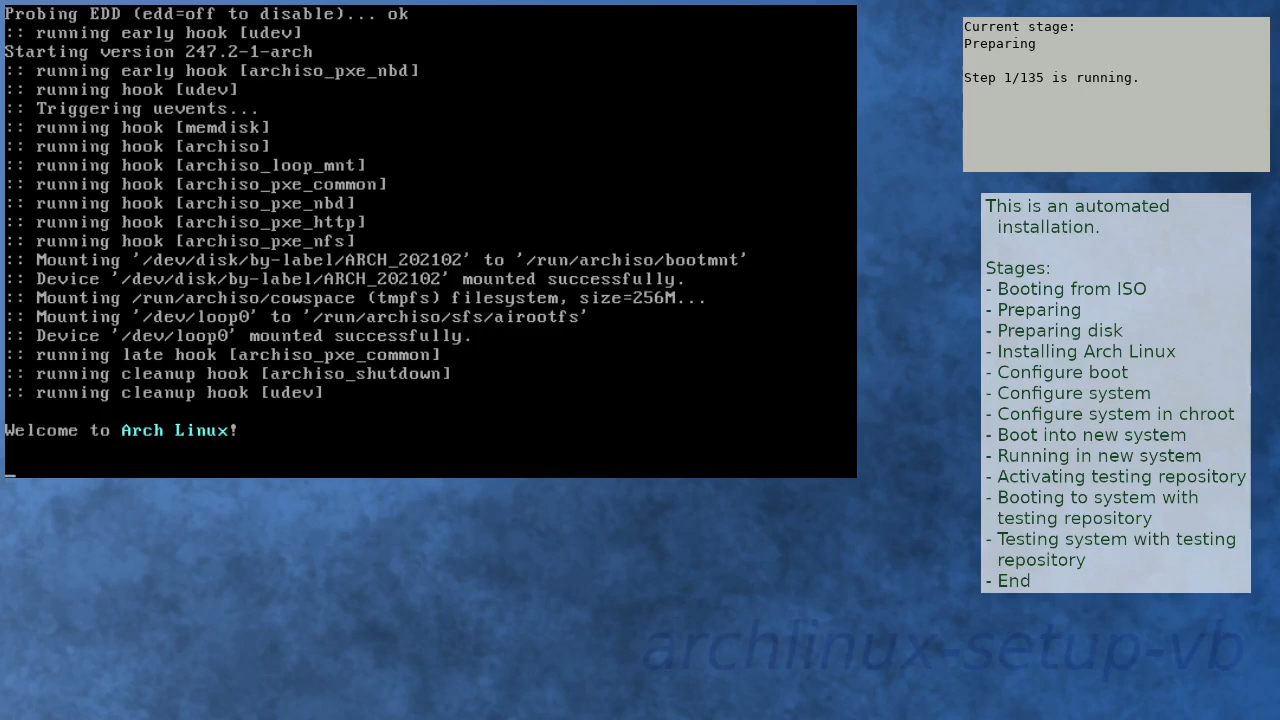 Probing EDD (edd=off to disable)... ok
:: running early hook [udev]
Starting version 247.2-1-arch
:: running early hook [archiso_pxe_nbd]
:: running hook [udev]
:: Triggering uevents...
:: running hook [memdisk]
:: running hook [archiso]
:: running hook [archiso_loop_mnt]
:: running hook [archiso_pxe_common]
:: running hook [archiso_pxe_nbd]
:: running hook [archiso_pxe_http]
:: running hook [archiso_pxe_nfs]
:: Mounting '/dev/disk/by-label/ARCH_202102' to '/run/archiso/bootmnt'
:: Device '/dev/disk/by-label/ARCH_202102' mounted successfully.
:: Mounting /run/archiso/cowspace (tmpfs) filesystem, size=256M...
:: Mounting '/dev/loop0' to '/run/archiso/sfs/airootfs'
:: Device '/dev/loop0' mounted successfully.
:: running late hook [archiso_pxe_common]
:: running cleanup hook [archiso_shutdown]
:: running cleanup hook [udev]
Welcome to Arch Linux!
Current stage:
Preparing
Step 1/135 is running.
This is an automated
installation.
Stages:
- Booting from ISO
- Preparing
- Preparing disk
- Installing Arch Linux
- Configure boot
- Configure system
- Configure system in chroot
- Boot into new system
- Running in new system
- Activating testing repository
- Booting to system with
testing repository
- Testing system with testing
repository
- End
archlinux-setup-vb